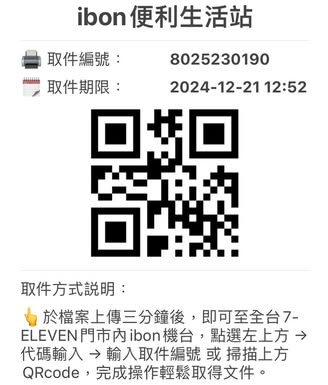 ibon便利生活站
取件編號： 8025230190
取件期限： 2024-12-21 12:52
取件方式說明：
👆於檔案上傳三分鐘後，即可至全台7-
ELEVEN門市內ibon機台，點選左上方 →
代碼輸入 → 輸入取件編號 或 掃描上方
QRcode，完成操作輕鬆取得文件。